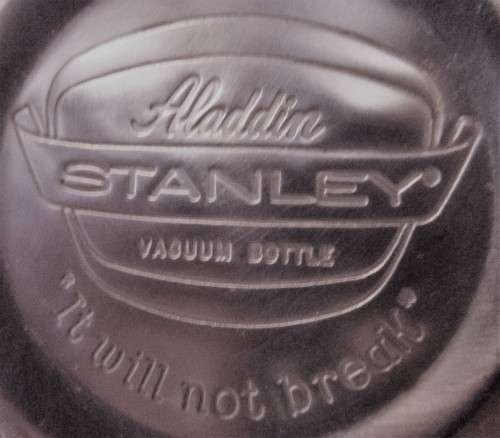 Aladdin
STANLEY®
VACUUM BOTTLE
"It will not break"